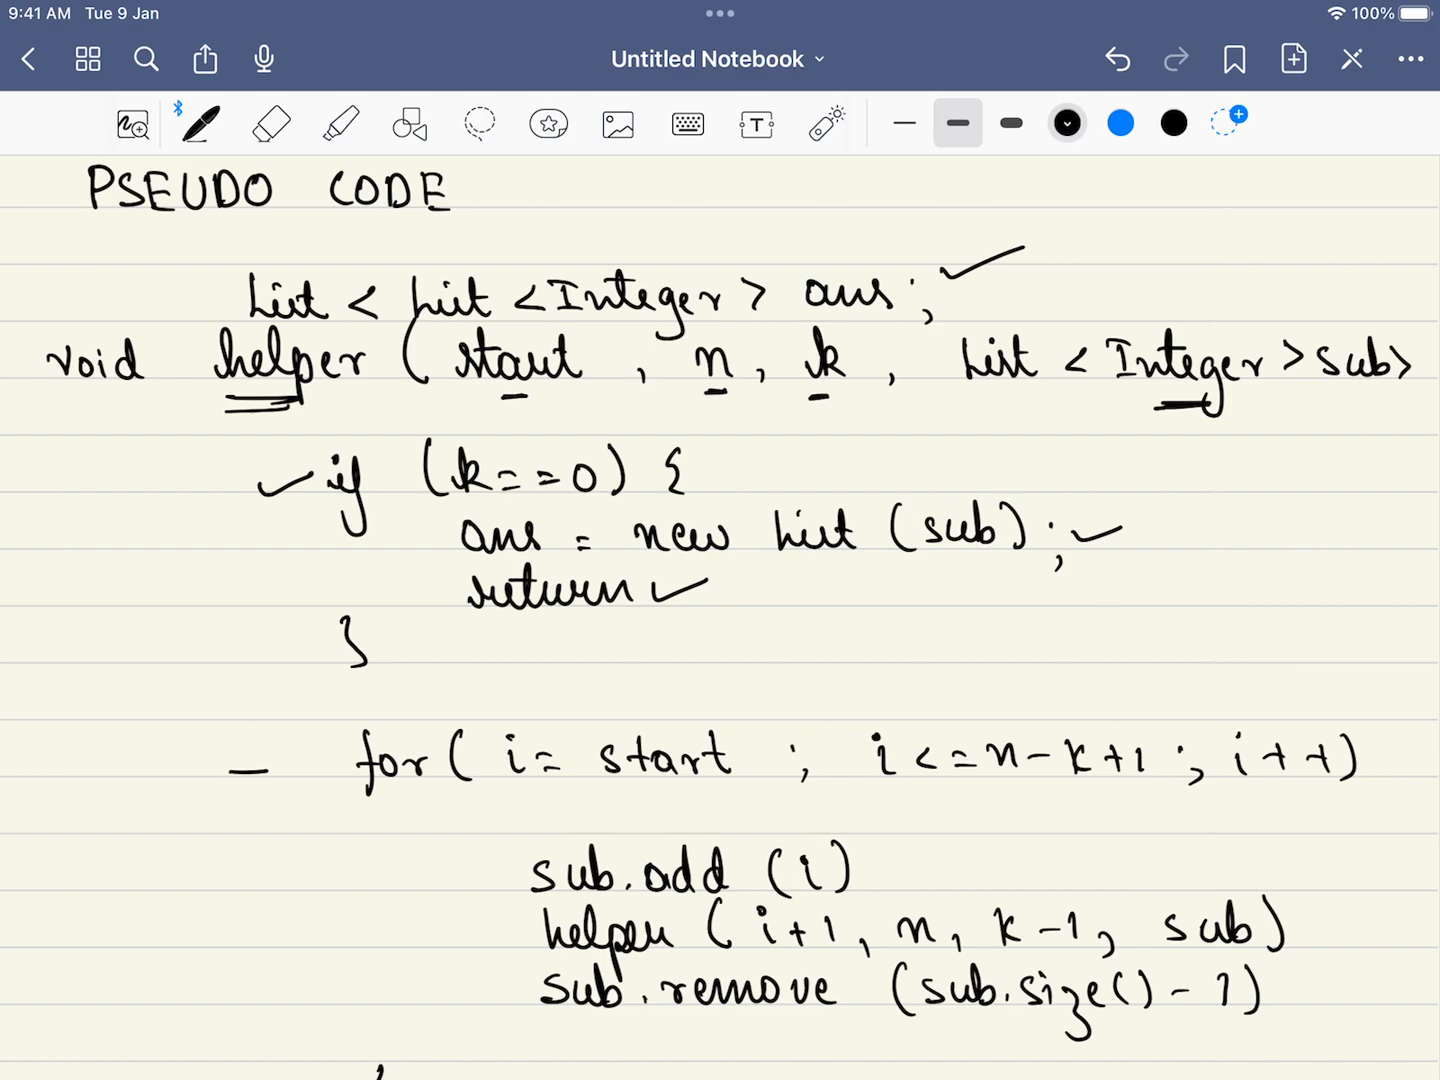 9:41 AM Tue 9 Jan
100%
Untitled Notebook
T
PSEUDO CODE
List < List <Integer> ans ;
void helper ( start , n , k , List < Integer > sub>
if (k==0) {
ans = new List (sub) ;
return
}
for ( i = start ; i <= n-k+1 ; i++)
sub.add (i)
helper ( i+1, n, k-1, sub)
sub.remove (sub.size() - 1)